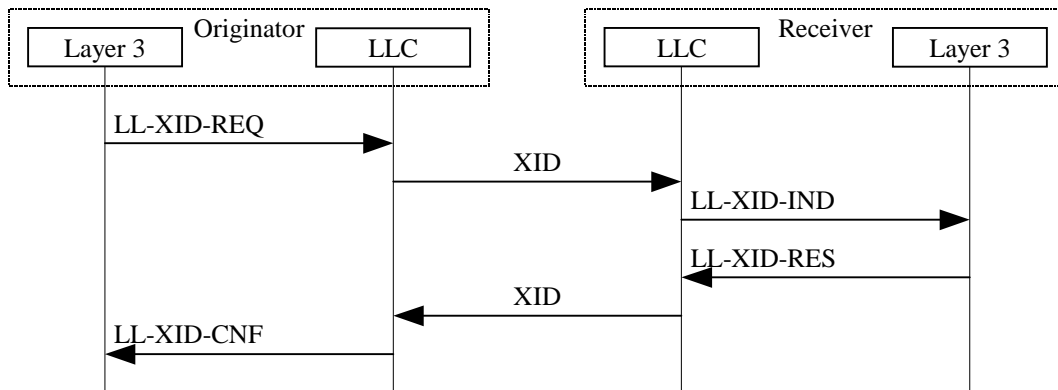 Originator
Receiver
Layer 3
LLC
LLC
Layer 3
LL-XID-REQ
XID
LL-XID-IND
LL-XID-RES
XID
LL-XID-CNF